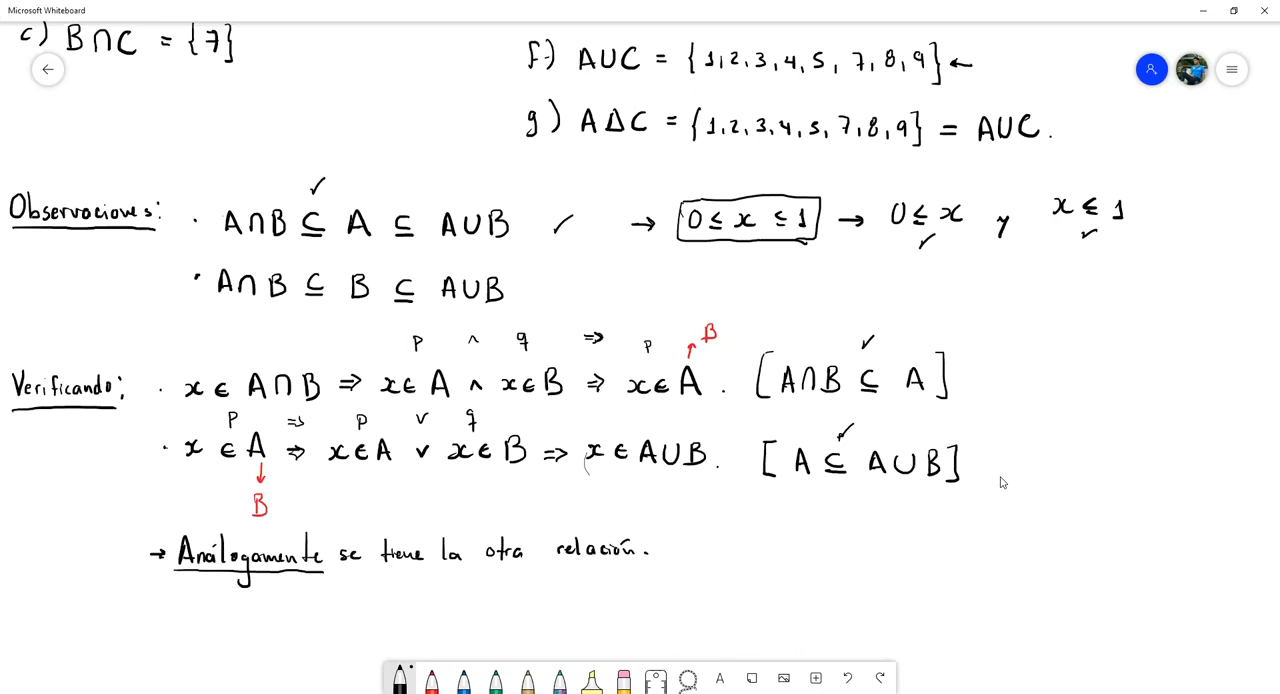 Microsoft Whiteboard
c) B∩C = {7}
f.) A∪C = {1,2,3,4,5,7,8,9} ←
g) A Δ C = {1,2,3,4,5,7,8,9} = A∪C.
Observaciones: · A∩B ⊆ A ⊆ A∪B ✓ → 0 ≤ x ≤ 1 → 0 ≤ x y x ≤ 1
· A∩B ⊆ B ⊆ A∪B
p ∧ q ⇒ p B
Verificando: · x ∈ A∩B ⇒ x ∈ A ∧ x ∈ B ⇒ x ∈ A. [A∩B ⊆ A]
p ⇒ p ∨ q
· x ∈ A ⇒ x ∈ A ∨ x ∈ B ⇒ x ∈ A∪B. [A ⊆ A∪B]
B
→ Análogamente se tiene la otra relación.
A